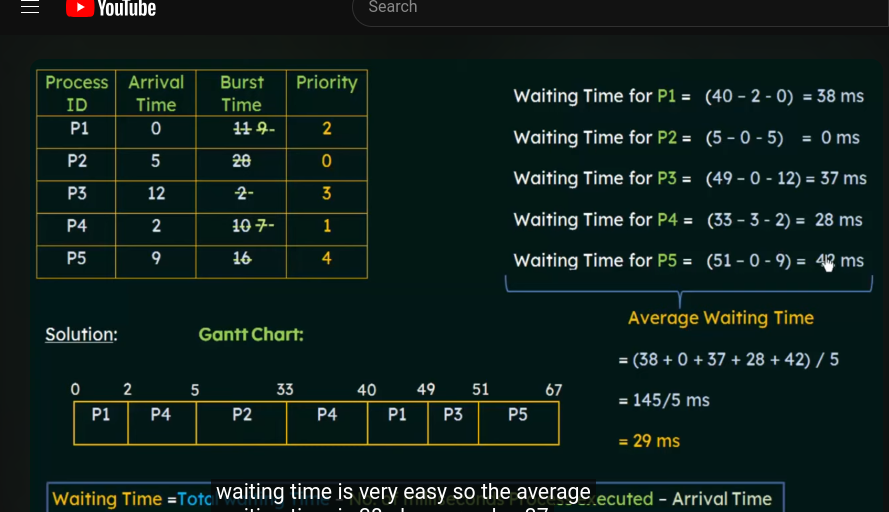 YouTube
Search
Process ID Arrival Time Burst Time Priority
P1 0 11 9- 2
P2 5 28 0
P3 12 2- 3
P4 2 10 7- 1
P5 9 16 4
Waiting Time for P1 = (40 – 2 - 0) = 38 ms
Waiting Time for P2 = (5 – 0 - 5) = 0 ms
Waiting Time for P3 = (49 – 0 - 12) = 37 ms
Waiting Time for P4 = (33 – 3 – 2) = 28 ms
Waiting Time for P5 = (51 – 0 – 9) = 42 ms
Average Waiting Time
= (38 + 0 + 37 + 28 + 42) / 5
= 145/5 ms
= 29 ms
Solution:
Gantt Chart:
0 2 5 33 40 49 51 67
P1 P4 P2 P4 P1 P3 P5
waiting time is very easy so the average
Waiting Time = – Arrival Time